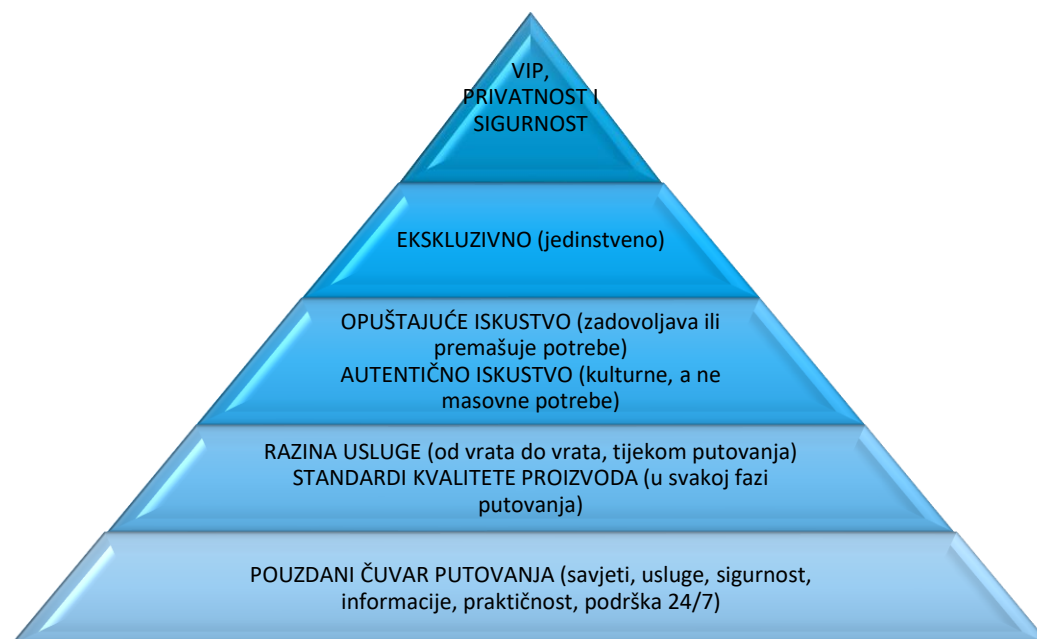 VIP,
PRIVATNOST I
SIGURNOST
EKSKLUZIVNO (jedinstveno)
OPUŠTAJUĆE ISKUSTVO (zadovoljava ili
premašuje potrebe)
AUTENTIČNO ISKUSTVO (kulturne, a ne
masovne potrebe)
RAZINA USLUGE (od vrata do vrata, tijekom putovanja)
STANDARDI KVALITETE PROIZVODA (u svakoj fazi
putovanja)
POUZDANI ČUVAR PUTOVANJA (savjeti, usluge, sigurnost,
informacije, praktičnost, podrška 24/7)